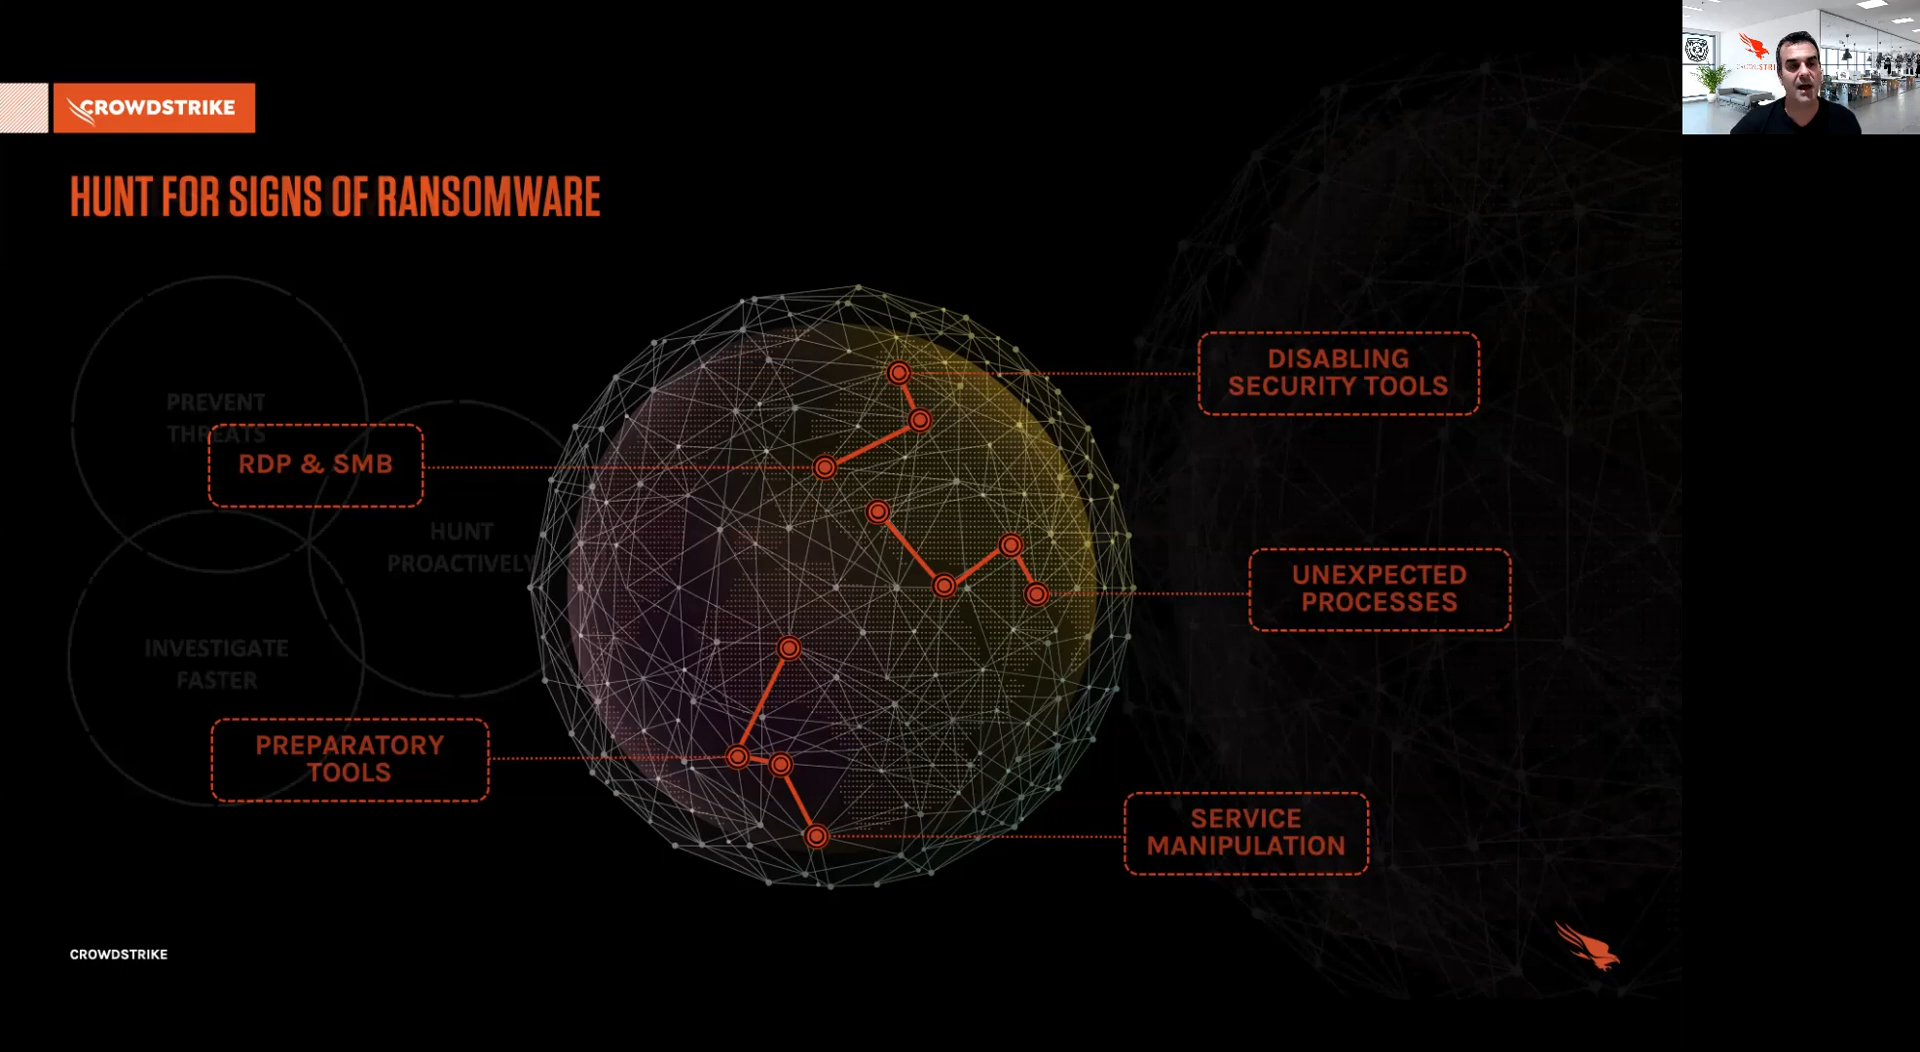 CROWDSTRIKE
HUNT FOR SIGNS OF RANSOMWARE
PREVENT
THREATS
RDP & SMB
HUNT
PROACTIVELY
INVESTIGATE
FASTER
PREPARATORY
TOOLS
DISABLING
SECURITY TOOLS
UNEXPECTED
PROCESSES
SERVICE
MANIPULATION
CROWDSTRIKE